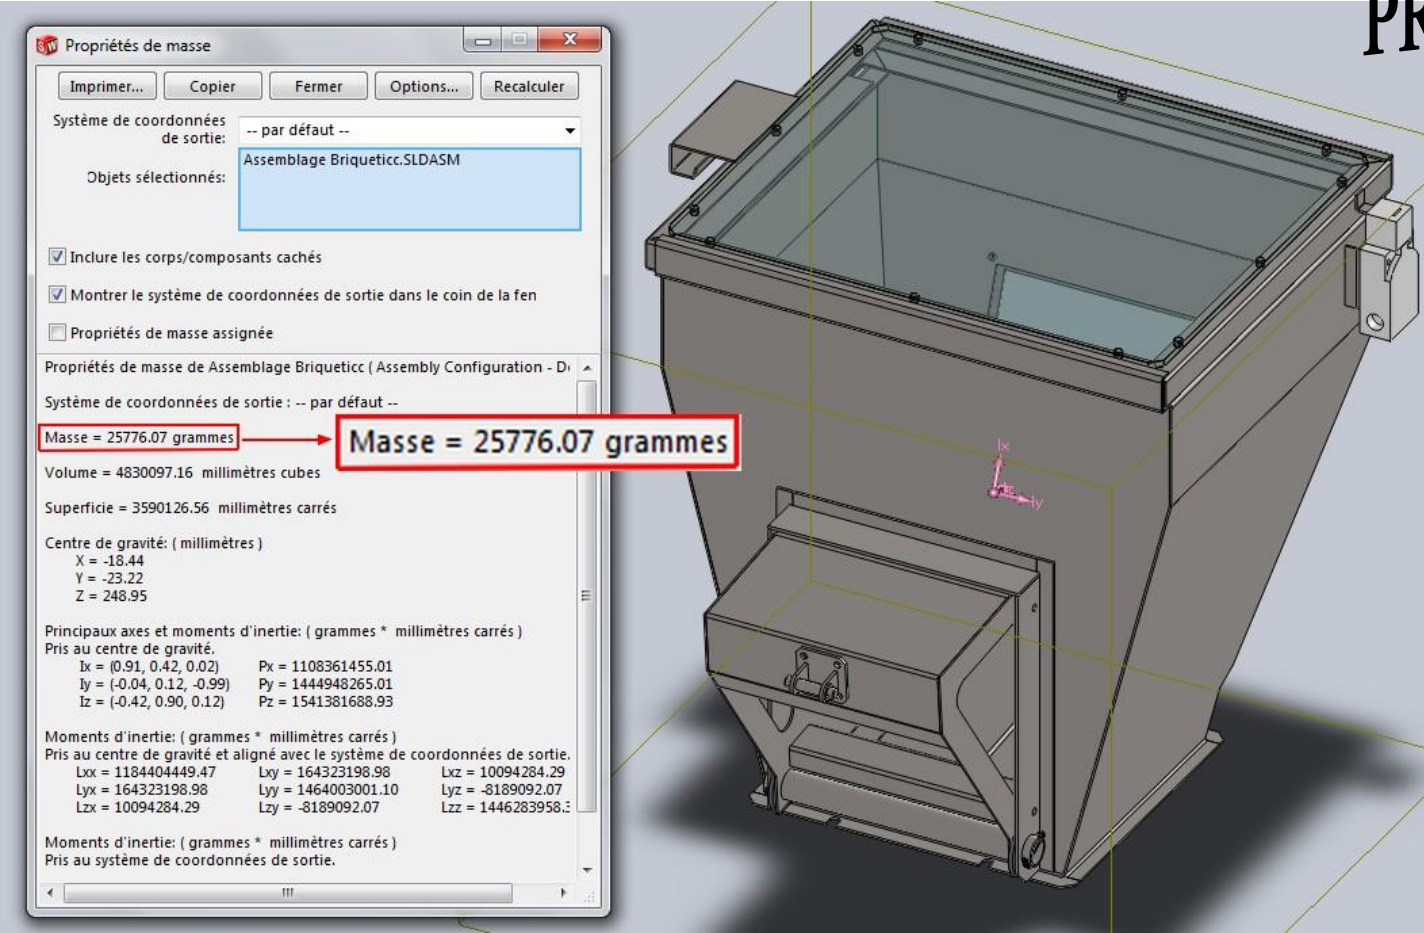 PR
Propriétés de masse
Imprimer... Copier Fermer Options... Recalculer
Système de coordonnées
de sortie:
-- par défaut --
Objets sélectionnés:
Assemblage Briqueticc.SLDASM
Inclure les corps/composants cachés
Montrer le système de coordonnées de sortie dans le coin de la fen
Propriétés de masse assignée
Propriétés de masse de Assemblage Briqueticc ( Assembly Configuration - D
Système de coordonnées de sortie : -- par défaut --
Masse = 25776.07 grammes
Masse = 25776.07 grammes
Volume = 4830097.16 millimètres cubes
Superficie = 3590126.56 millimètres carrés
Centre de gravité: ( millimètres )
X = -18.44
Y = -23.22
Z = 248.95
Principaux axes et moments d'inertie: ( grammes * millimètres carrés )
Pris au centre de gravité.
Ix = (0.91, 0.42, 0.02) Px = 1108361455.01
Iy = (-0.04, 0.12, -0.99) Py = 1444948265.01
Iz = (-0.42, 0.90, 0.12) Pz = 1541381688.93
Moments d'inertie: ( grammes * millimètres carrés )
Pris au centre de gravité et aligné avec le système de coordonnées de sortie.
Lxx = 1184404449.47 Lxy = 164323198.98 Lxz = 10094284.29
Lyx = 164323198.98 Lyy = 1464003001.10 Lyz = -8189092.07
Lzx = 10094284.29 Lzy = -8189092.07 Lzz = 1446283958.
Moments d'inertie: ( grammes * millimètres carrés )
Pris au système de coordonnées de sortie.
Ix
Iy